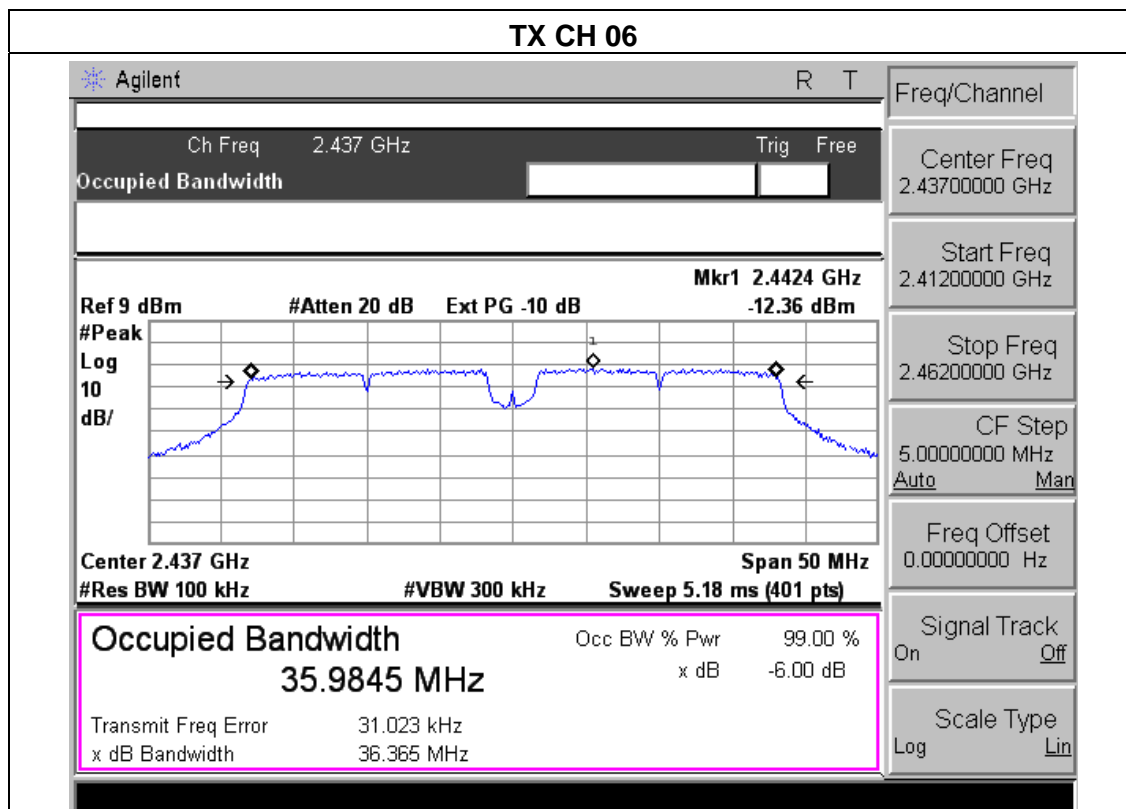 TX CH 06
Agilent R T
Ch Freq 2.437 GHz Trig Free
Occupied Bandwidth
Mkr1 2.4424 GHz
Ref 9 dBm #Atten 20 dB Ext PG -10 dB -12.36 dBm
#Peak
Log
10
dB/
1
Center 2.437 GHz Span 50 MHz
#Res BW 100 kHz #VBW 300 kHz Sweep 5.18 ms (401 pts)
Occupied Bandwidth Occ BW % Pwr 99.00 %
35.9845 MHz x dB -6.00 dB
Transmit Freq Error 31.023 kHz
x dB Bandwidth 36.365 MHz
Freq/Channel
Center Freq
2.43700000 GHz
Start Freq
2.41200000 GHz
Stop Freq
2.46200000 GHz
CF Step
5.00000000 MHz
Auto Man
Freq Offset
0.00000000 Hz
Signal Track
On Off
Scale Type
Log Lin